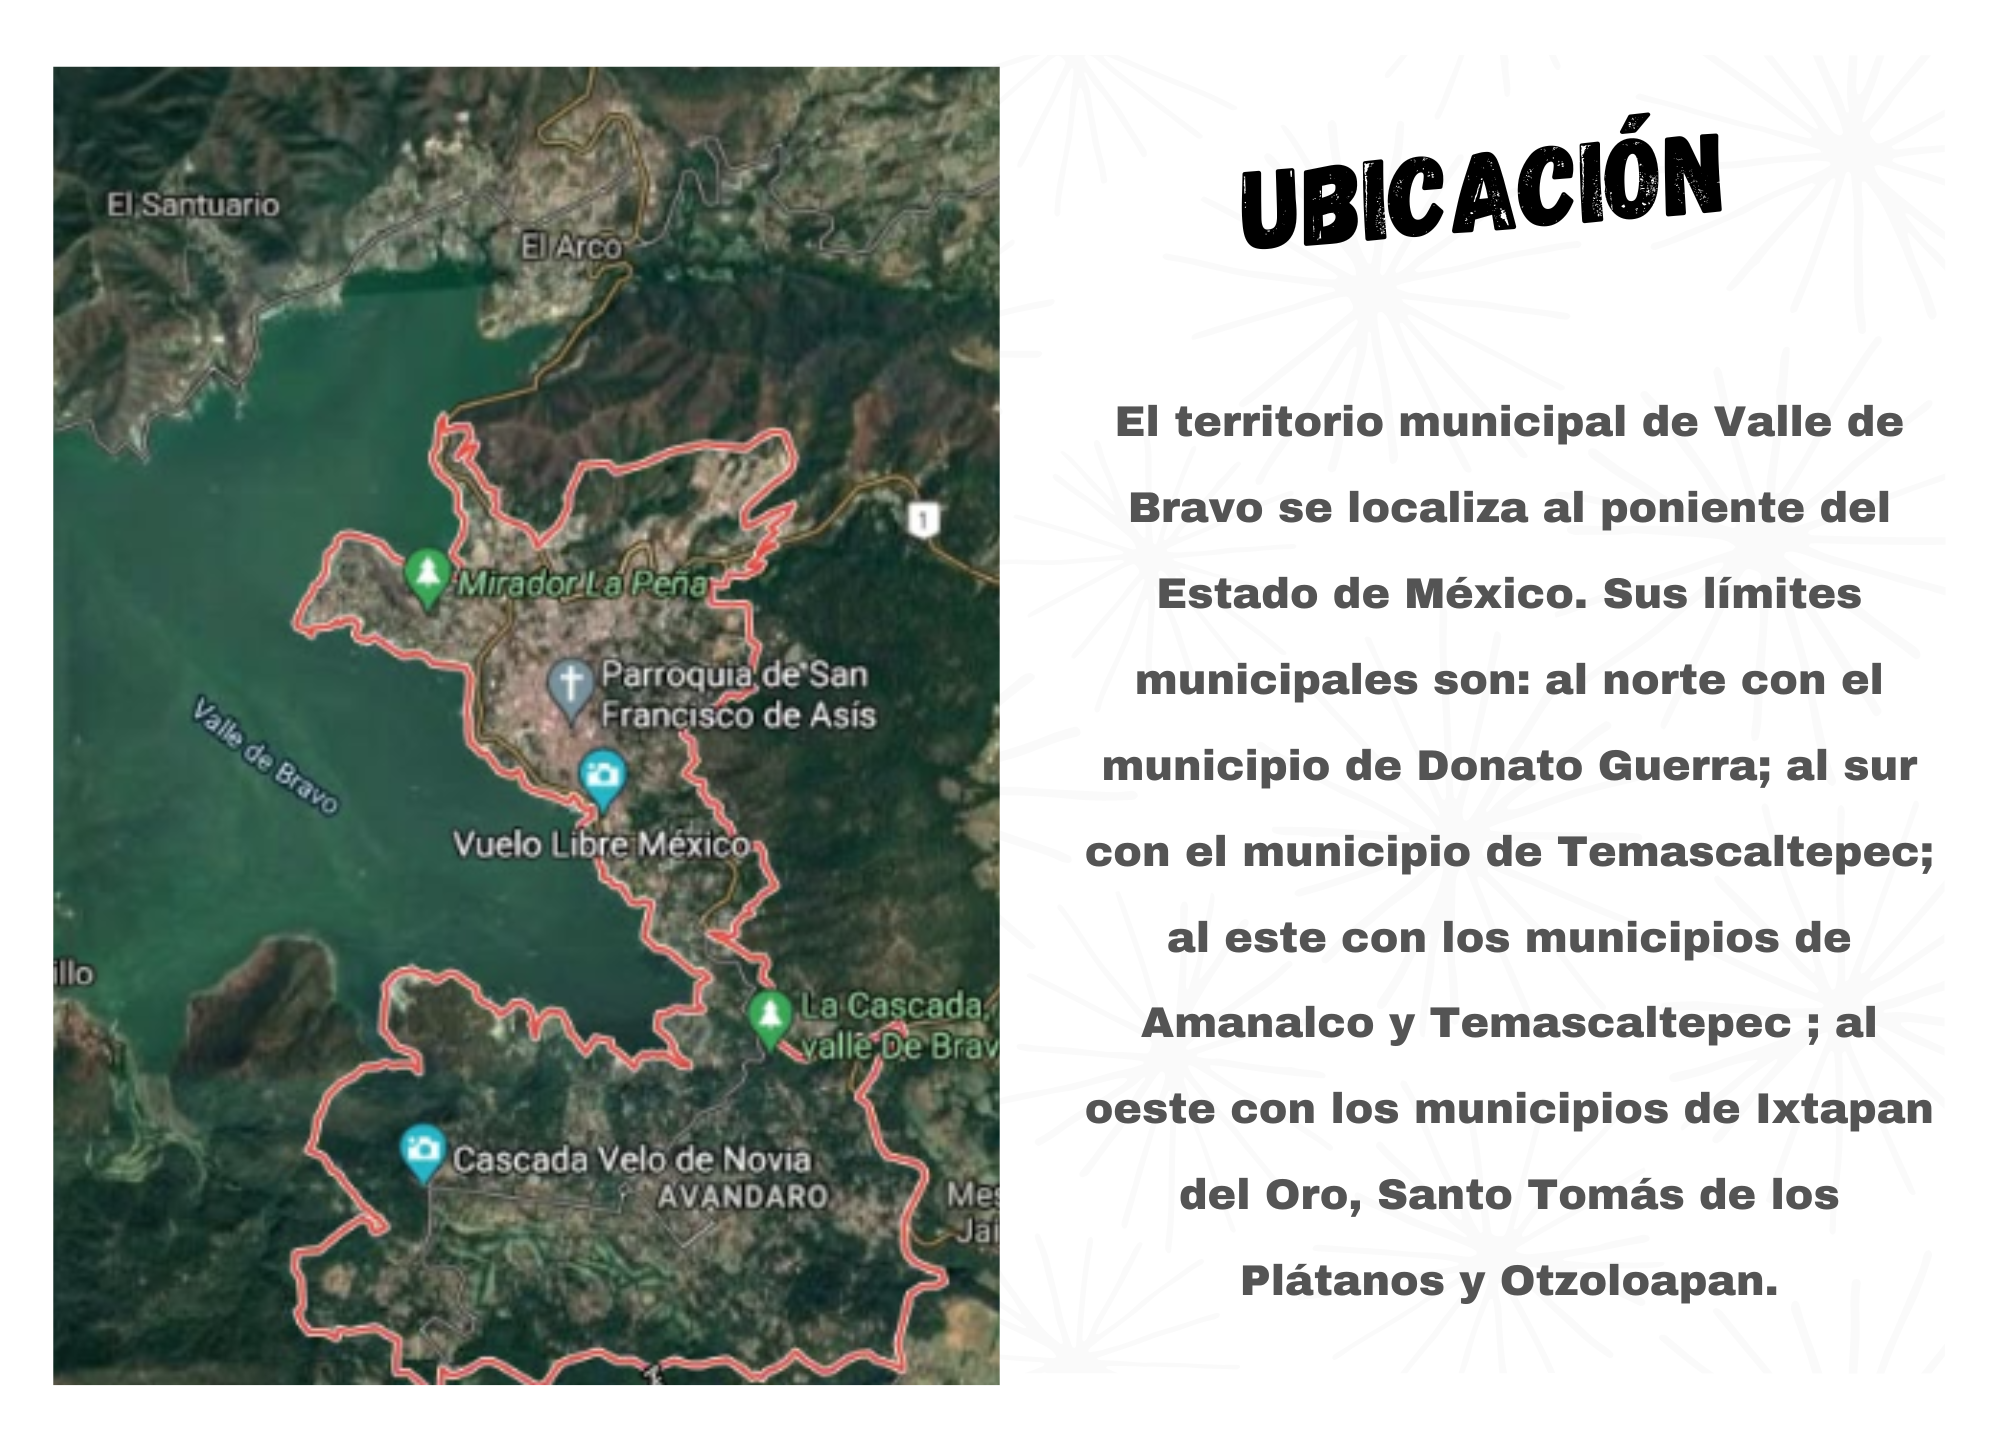 El Santuario
El Arco
1
Mirador La Peña
Parroquia de San
Francisco de Asís
Valle de Bravo
Vuelo Libre México
illo
La Cascada,
valle De Brav
Cascada Velo de Novia
AVANDARO
Mes
Jai
UBICACIÓN
El territorio municipal de Valle de
Bravo se localiza al poniente del
Estado de México. Sus límites
municipales son: al norte con el
municipio de Donato Guerra; al sur
con el municipio de Temascaltepec;
al este con los municipios de
Amanalco y Temascaltepec ; al
oeste con los municipios de Ixtapan
del Oro, Santo Tomás de los
Plátanos y Otzoloapan.